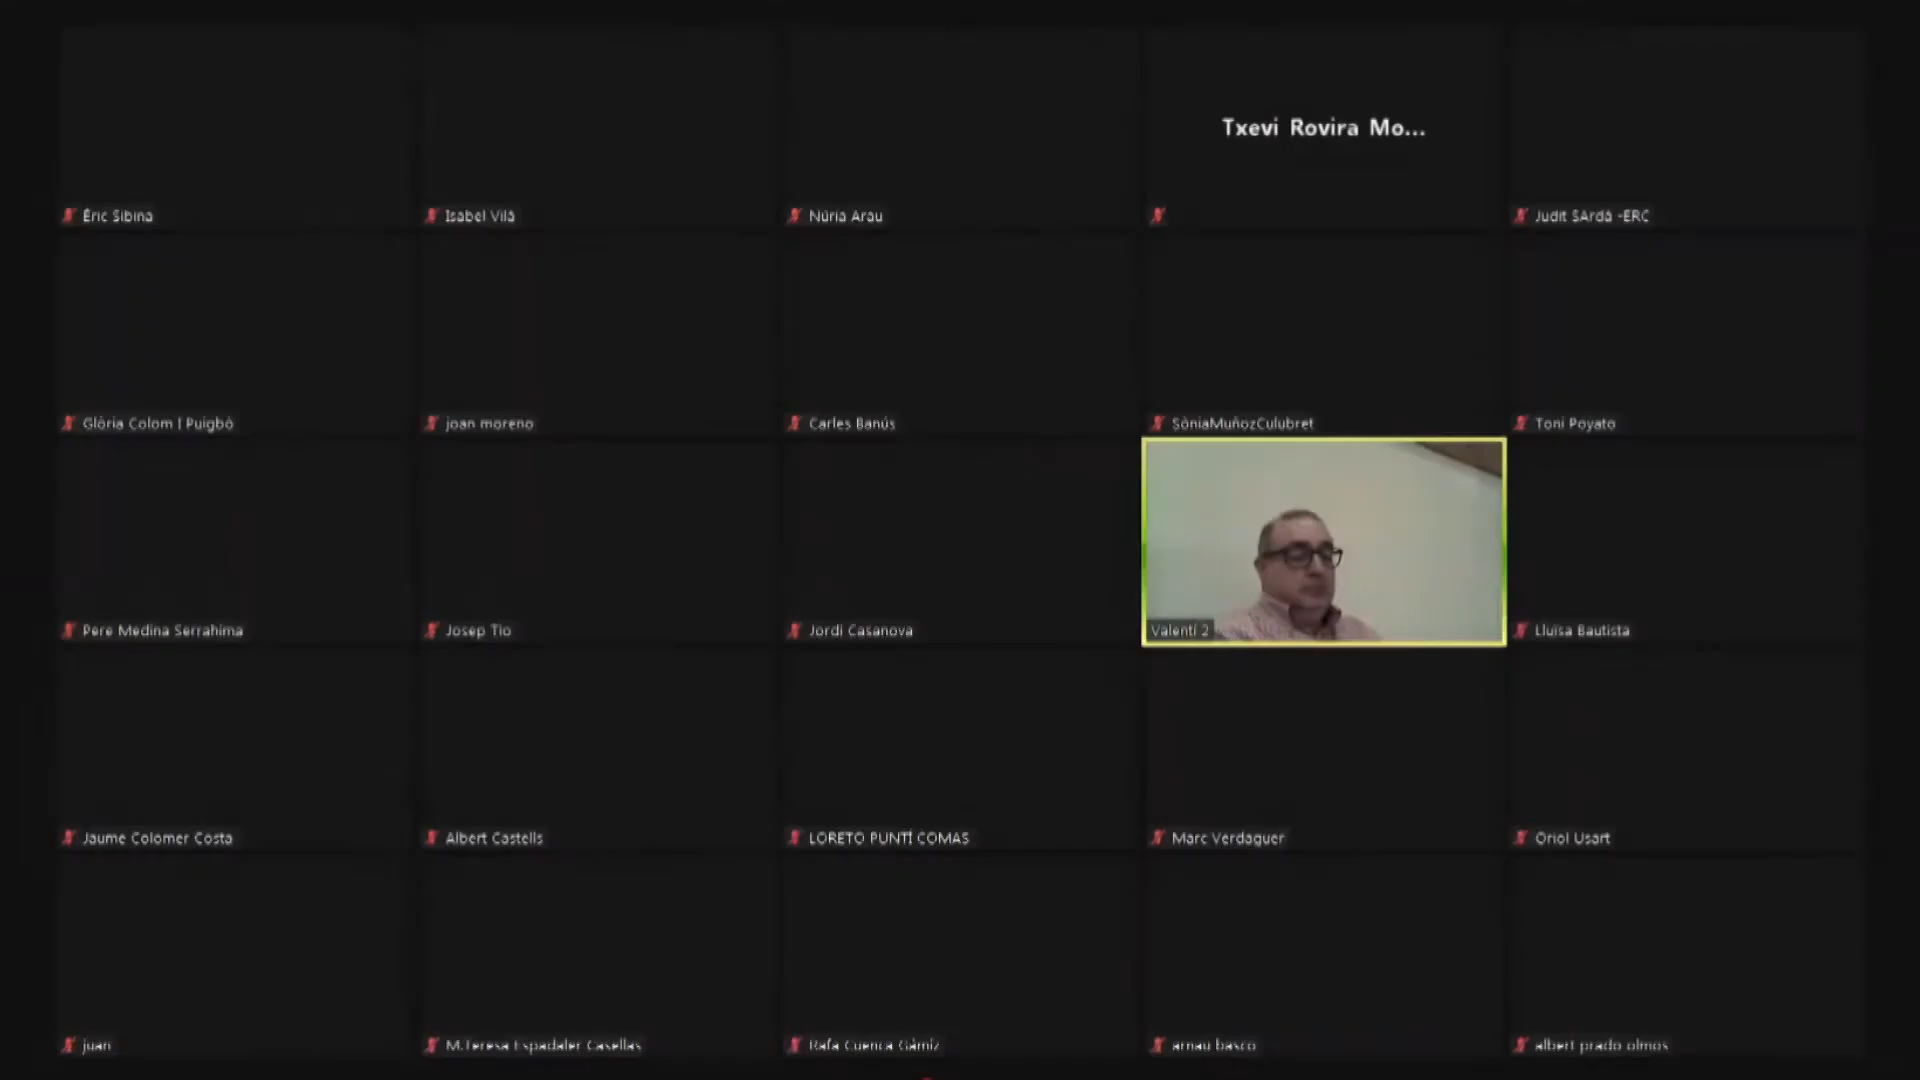 Txevi Rovira Mo...
Èric Sibina
Isabel Vilà
Núria Arau
Judit SArdà -ERC
Glòria Colom I Puigbò
joan moreno
Carles Banús
SòniaMuñozCulubret
Toni Poyato
Pere Medina Serrahima
Josep Tio
Jordi Casanova
Valentí 2
Lluïsa Bautista
Jaume Colomer Costa
Albert Castells
LORETO PUNTÍ COMAS
Marc Verdaguer
Oriol Usart
juan
M.Teresa Espadaler Casellas
Rafa Cuenca Gámiz
arnau basco
albert prado olmos